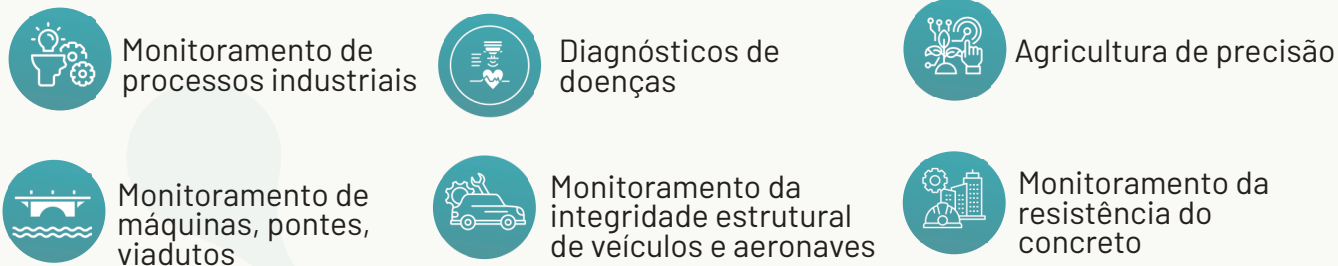 Monitoramento de
processos industriais
Diagnósticos de
doenças
Agricultura de precisão
Monitoramento de
máquinas, pontes,
viadutos
Monitoramento da
integridade estrutural
de veículos e aeronaves
Monitoramento da
resistência do
concreto